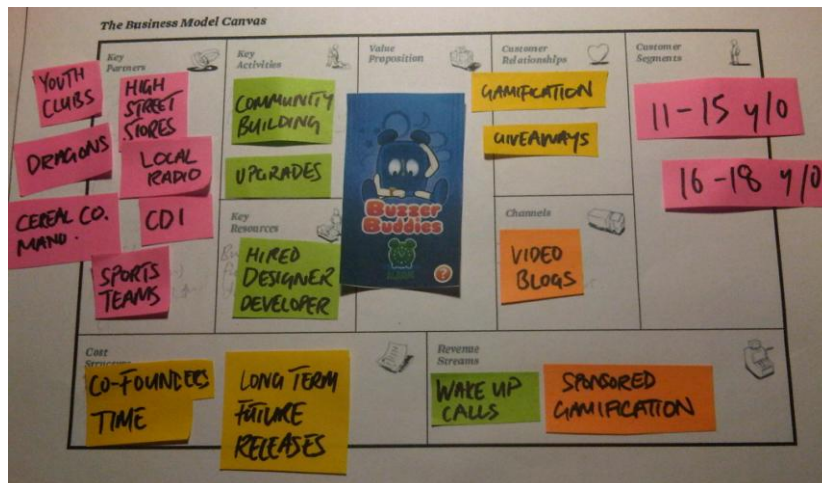 The Business Model Canvas
Key
Partners
YOUTH
CLUBS
HIGH
STREET
STORES
DRAGONS
LOCAL
RADIO
CEREAL CO.
CDI
SPORTS
TEAMS
Key
Activities
COMMUNITY
BUILDING
UPGRADES
Key
Resources
HIRED
DESIGNER
DEVELOPER
Value
Proposition
Buzzer
Buddies
?
Customer
Relationships
GAMIFICATION
GIVEAWAYS
Channels
VIDEO
BLOGS
Customer
Segments
11-15 y/o
16-18 y/o
Cost
CO-FOUNDERS
TIME
LONG TERM
FUTURE
RELEASES
Revenue
Streams
WAKE UP
CALLS
SPONSORED
GAMIFICATION